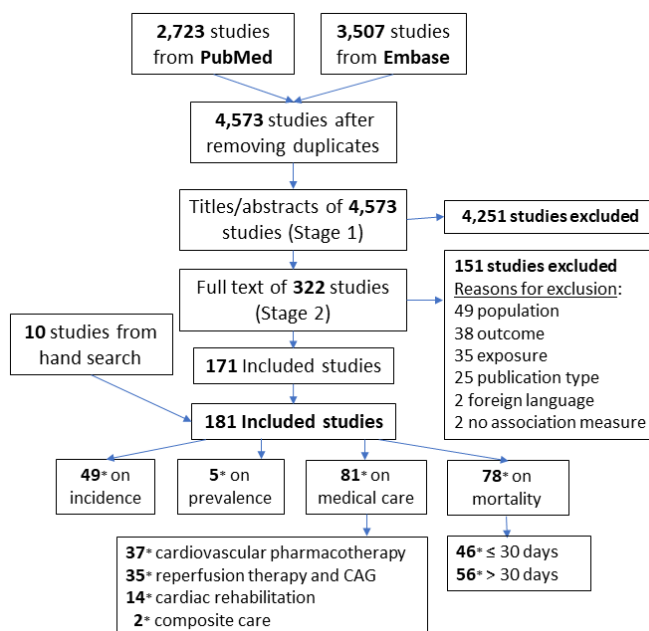 2,723 studies
from PubMed
3,507 studies
from Embase
4,573 studies after
removing duplicates
Titles/abstracts of 4,573
studies (Stage 1)
4,251 studies excluded
Full text of 322 studies
(Stage 2)
151 studies excluded
Reasons for exclusion:
49 population
38 outcome
35 exposure
25 publication type
2 foreign language
2 no association measure
10 studies from
hand search
171 Included studies
181 Included studies
49* on
incidence
5* on
prevalence
81* on
medical care
78* on
mortality
37* cardiovascular pharmacotherapy
35* reperfusion therapy and CAG
14* cardiac rehabilitation
2* composite care
46* ≤ 30 days
56* > 30 days